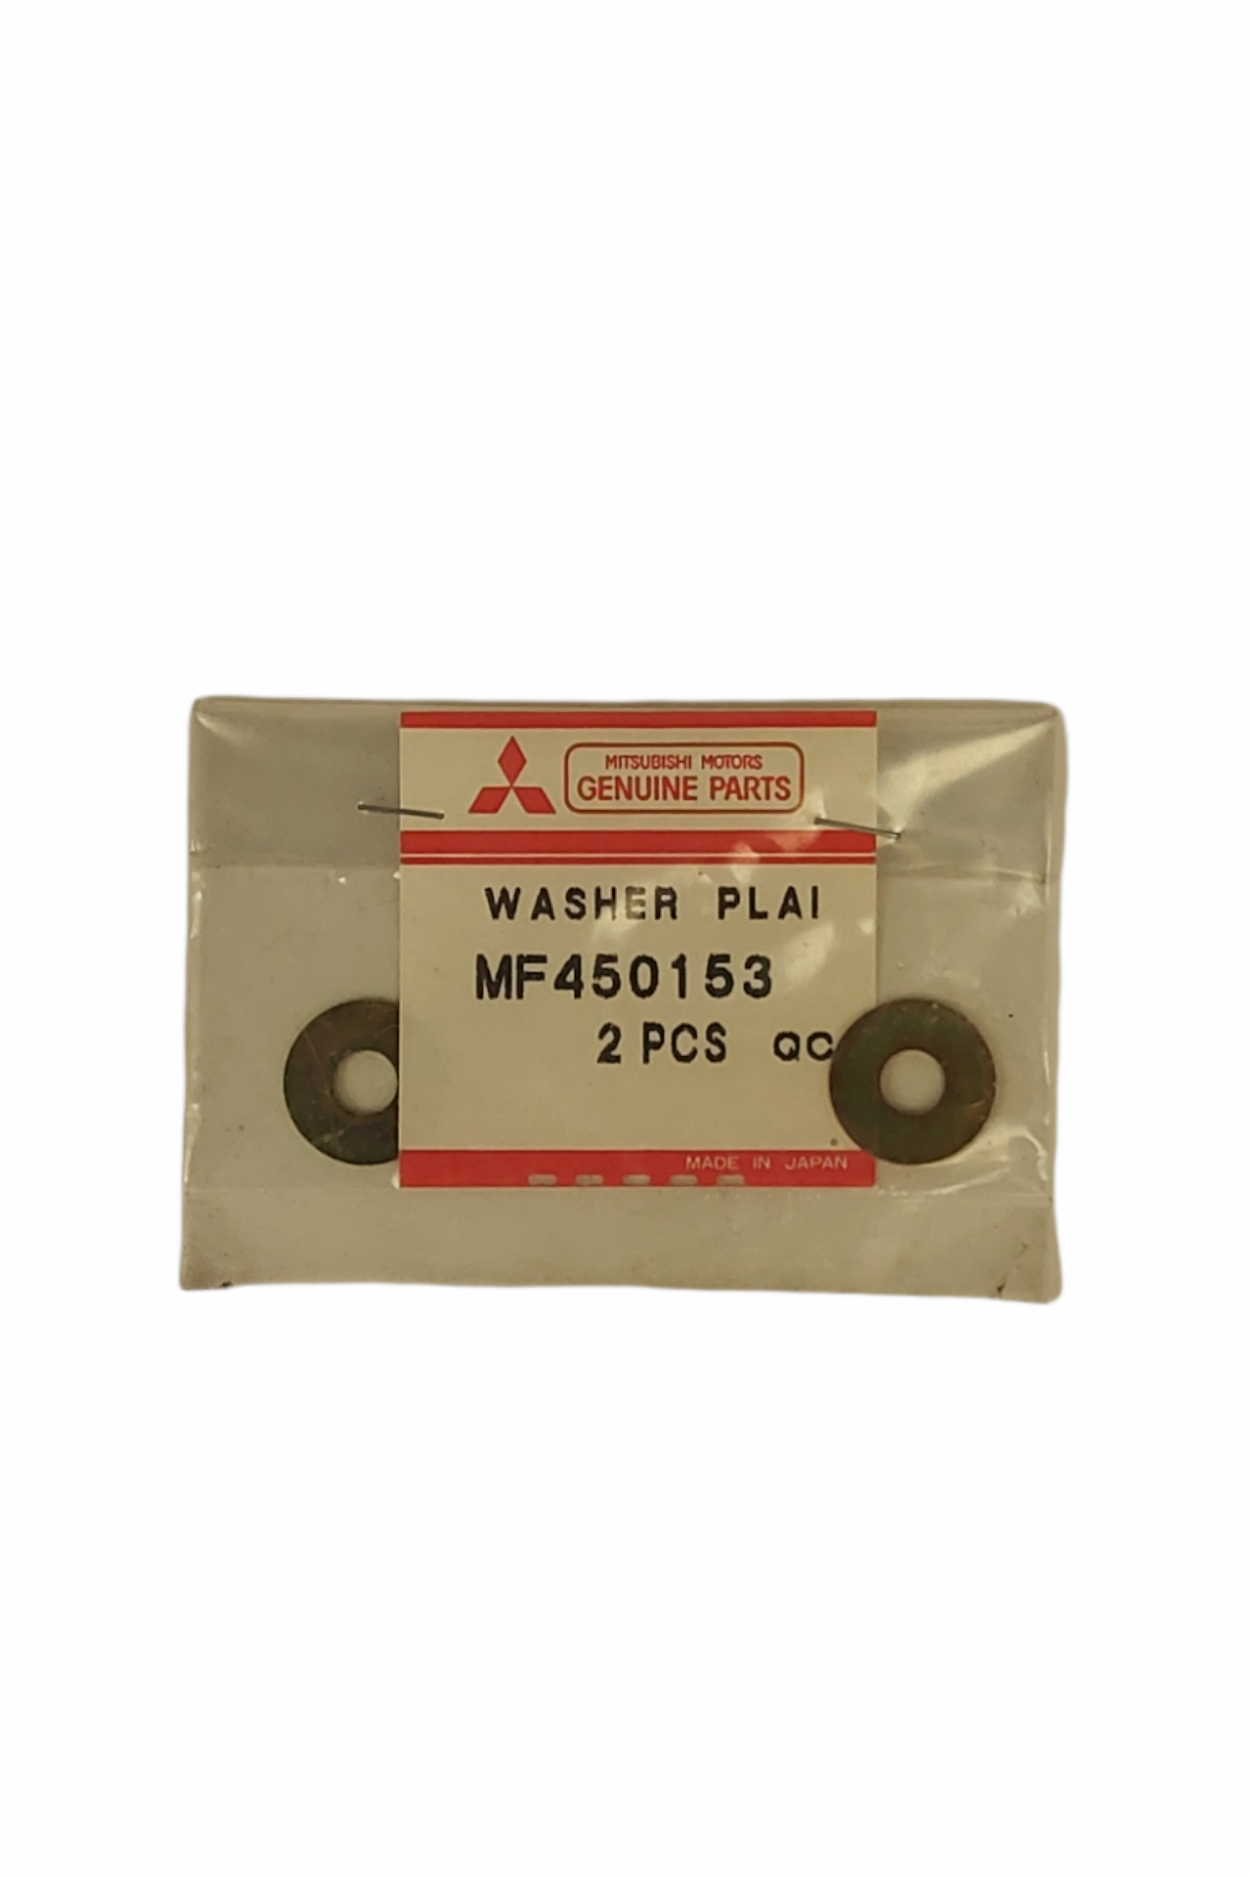 MITSUBISHI MOTORS
GENUINE PARTS
WASHER PLAI
MF450153
2 PCS QC
MADE IN JAPAN